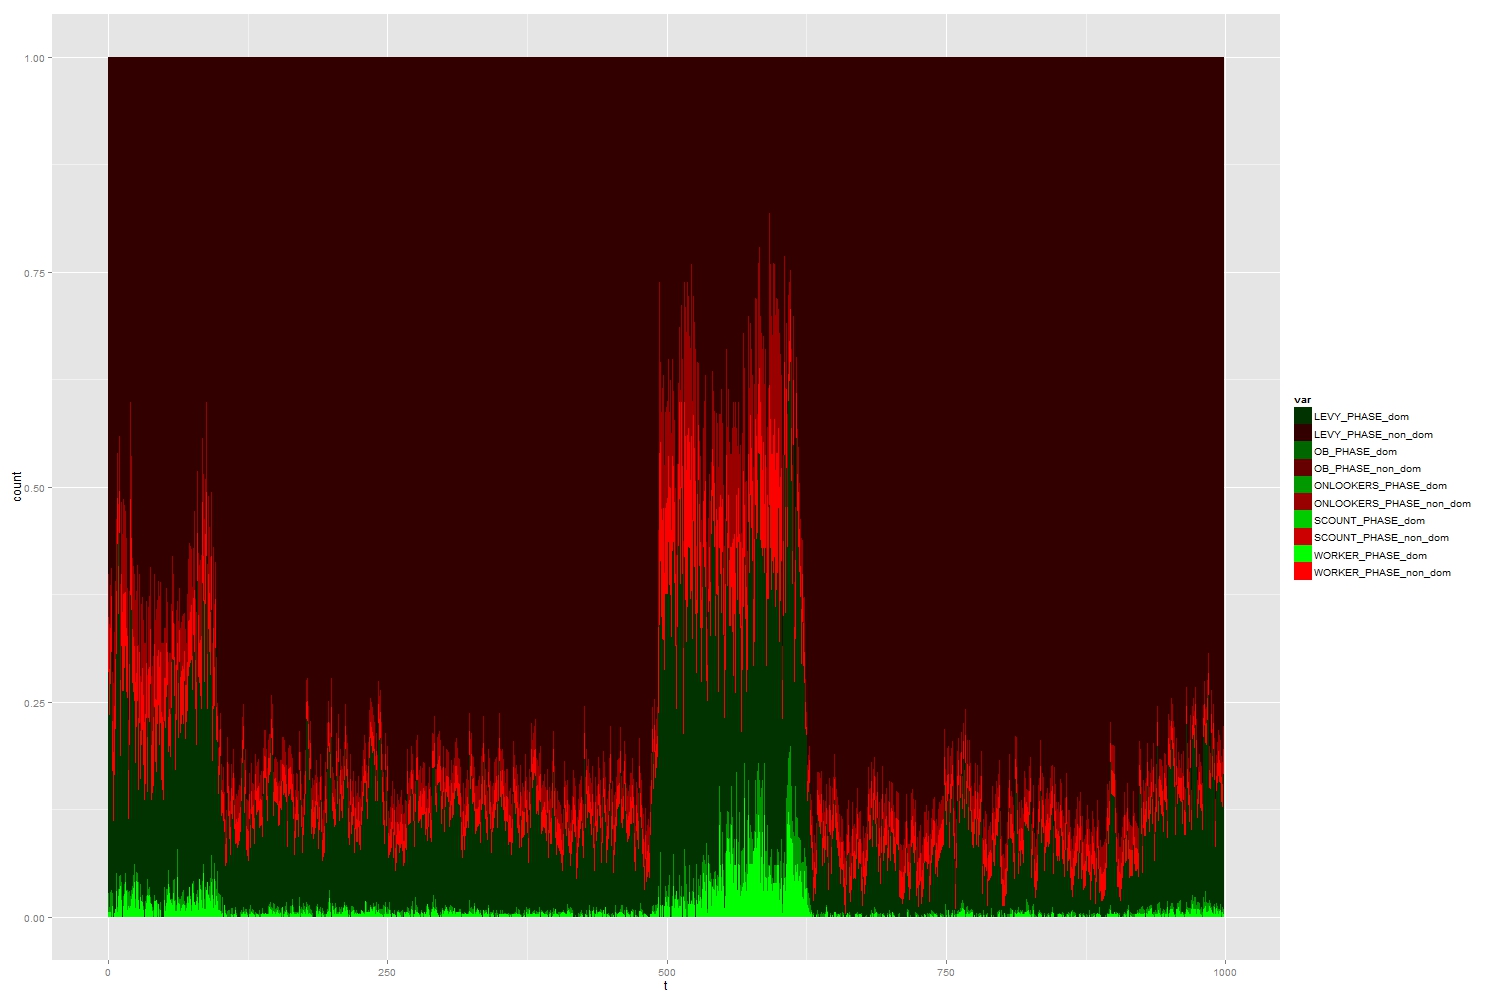 1.00
0.75
0.50
0.25
0.00
count
0
250
500
750
1000
t
var
LEVY_PHASE_dom
LEVY_PHASE_non_dom
OB_PHASE_dom
OB_PHASE_non_dom
ONLOOKERS_PHASE_dom
ONLOOKERS_PHASE_non_dom
SCOUNT_PHASE_dom
SCOUNT_PHASE_non_dom
WORKER_PHASE_dom
WORKER_PHASE_non_dom